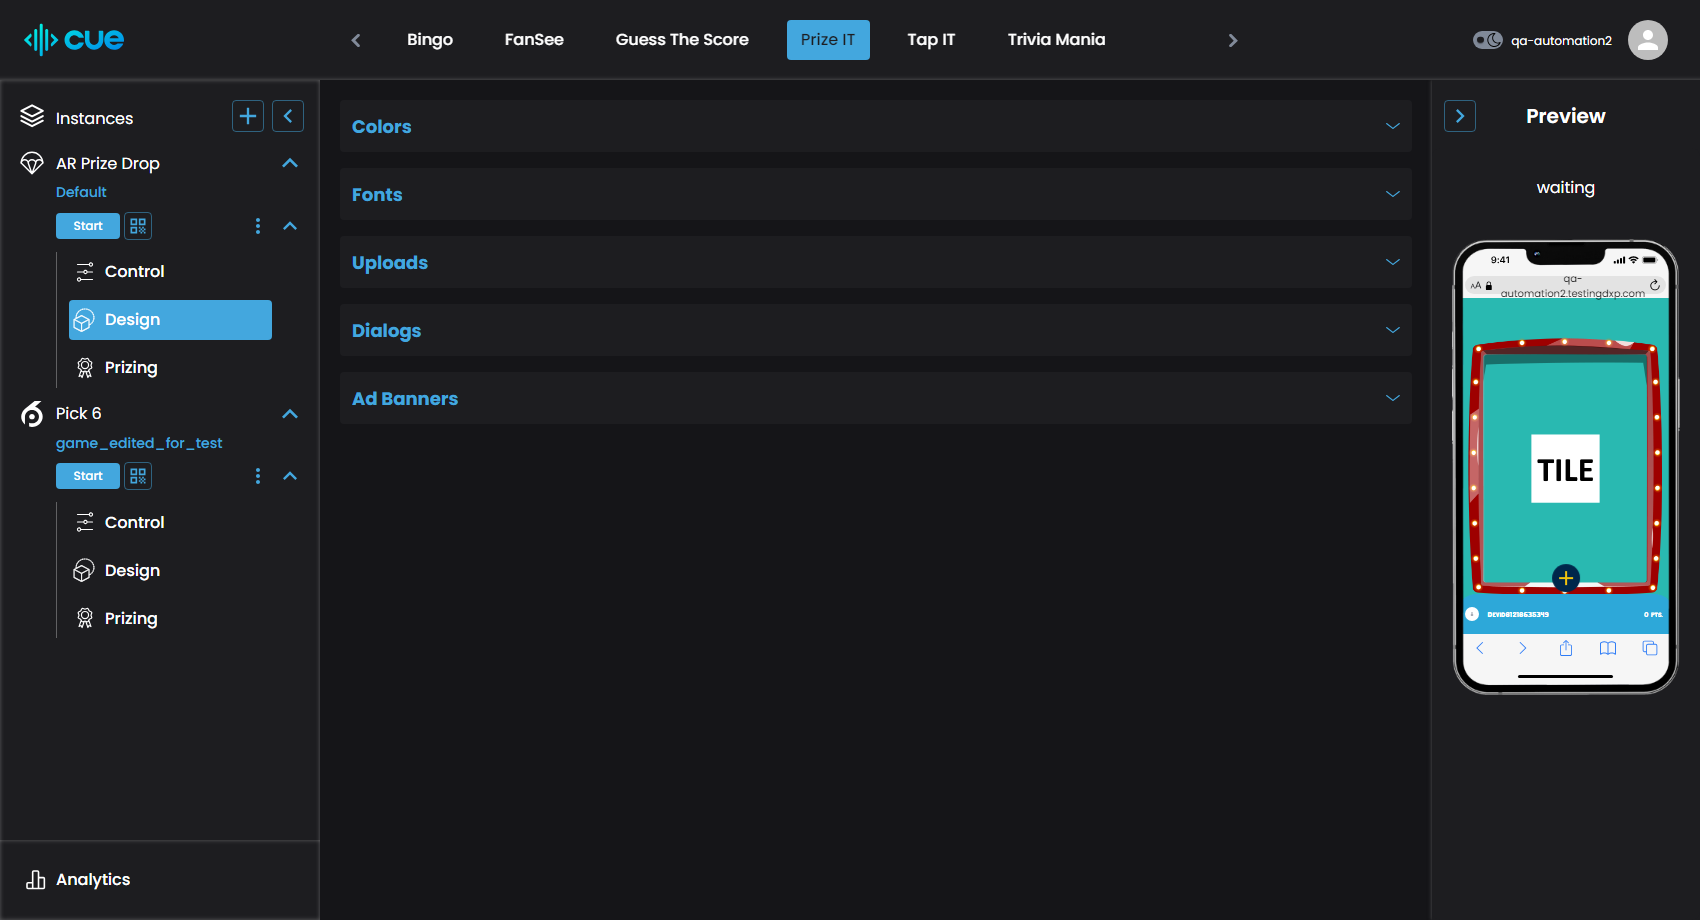 cue
Bingo
FanSee
Guess The Score
Prize IT
Tap IT
Trivia Mania
qa-automation2
Instances
AR Prize Drop
Default
Start
Control
Design
Prizing
Pick 6
game_edited_for_test
Start
Control
Design
Prizing
Analytics
Colors
Fonts
Uploads
Dialogs
Ad Banners
Preview
waiting
9:41
AA
qa-
automation2.testingdxp.com
TILE
0 PTS.